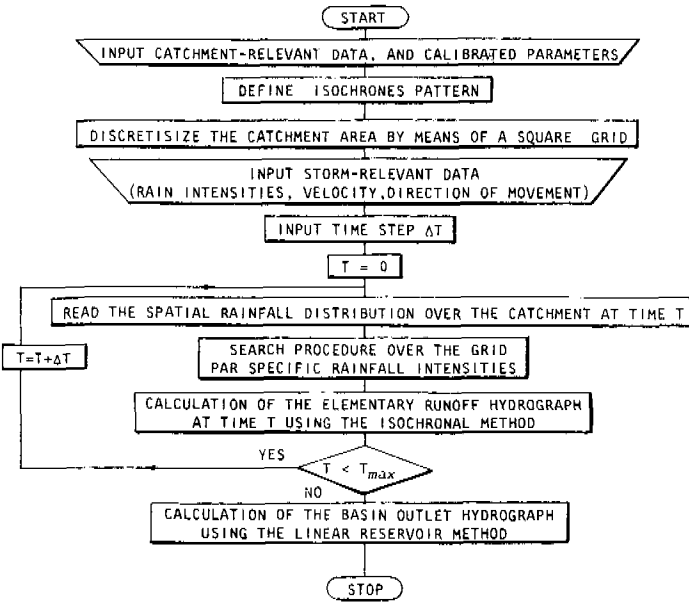 START
INPUT CATCHMENT-RELEVANT DATA, AND CALIBRATED PARAMETERS
DEFINE ISOCHRONES PATTERN
DISCRETISIZE THE CATCHMENT AREA BY MEANS OF A SQUARE GRID
INPUT STORM-RELEVANT DATA
(RAIN INTENSITIES, VELOCITY,DIRECTION OF MOVEMENT)
INPUT TIME STEP ΔT
T = 0
READ THE SPATIAL RAINFALL DISTRIBUTION OVER THE CATCHMENT AT TIME T
T=T+ΔT
SEARCH PROCEDURE OVER THE GRID
PAR SPECIFIC RAINFALL INTENSITIES
CALCULATION OF THE ELEMENTARY RUNOFF HYDROGRAPH
AT TIME T USING THE ISOCHRONAL METHOD
YES
T < Tmax
NO
CALCULATION OF THE BASIN OUTLET HYDROGRAPH
USING THE LINEAR RESERVOIR METHOD
STOP